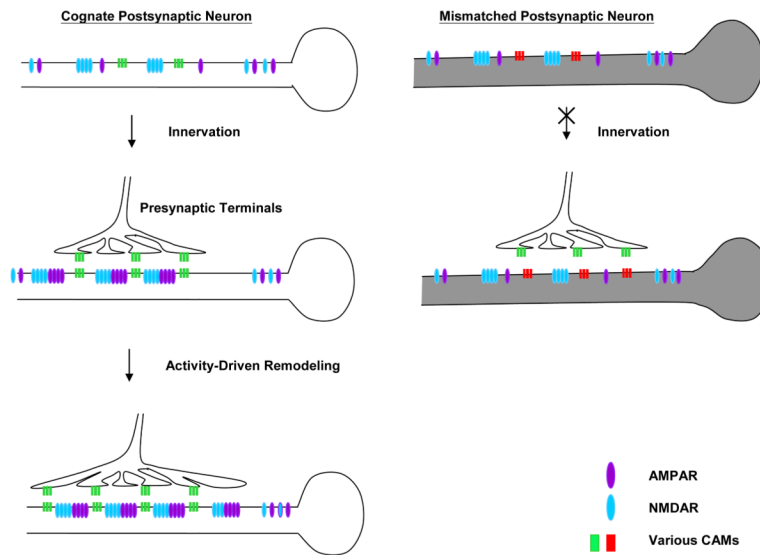 Cognate Postsynaptic Neuron
Mismatched Postsynaptic Neuron
Innervation
Innervation
Presynaptic Terminals
Activity-Driven Remodeling
AMPAR
NMDAR
Various CAMs